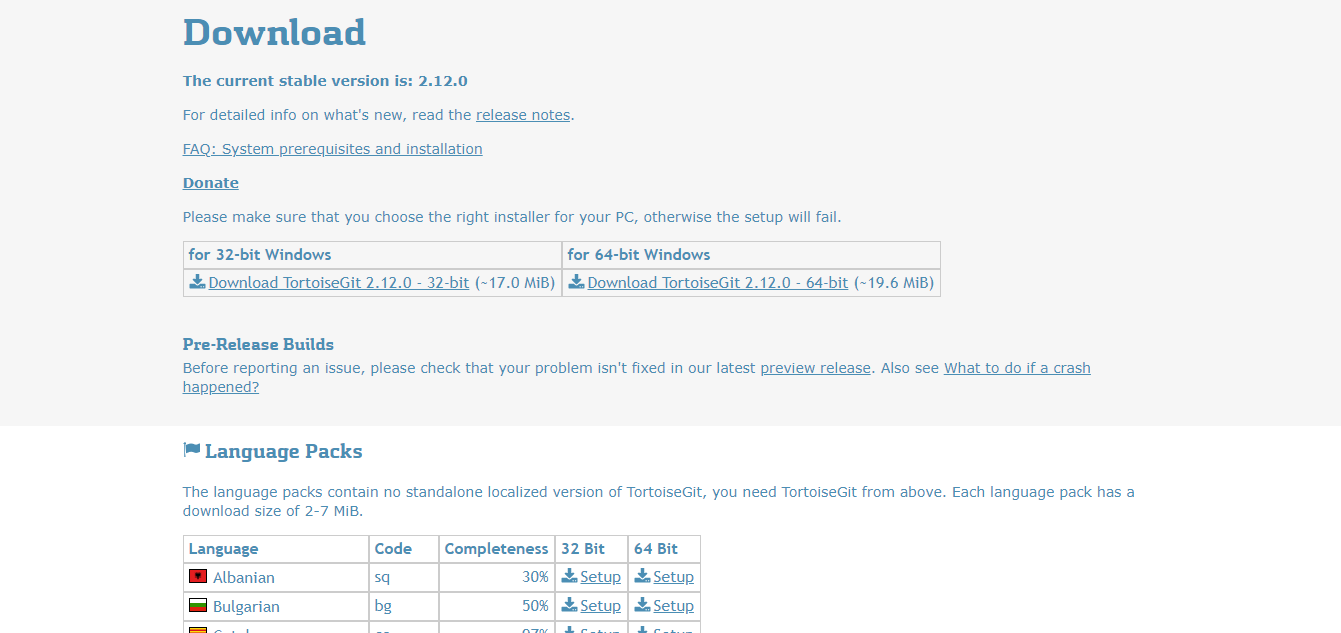 Download
The current stable version is: 2.12.0
For detailed info on what's new, read the release notes.
FAQ: System prerequisites and installation
Donate
Please make sure that you choose the right installer for your PC, otherwise the setup will fail.
for 32-bit Windows for 64-bit Windows
Download TortoiseGit 2.12.0 - 32-bit (~17.0 MiB) Download TortoiseGit 2.12.0 - 64-bit (~19.6 MiB)
Pre-Release Builds
Before reporting an issue, please check that your problem isn't fixed in our latest preview release. Also see What to do if a crash
happened?
Language Packs
The language packs contain no standalone localized version of TortoiseGit, you need TortoiseGit from above. Each language pack has a
download size of 2-7 MiB.
Language Code Completeness 32 Bit 64 Bit
Albanian sq 30% Setup Setup
Bulgarian bg 50% Setup Setup